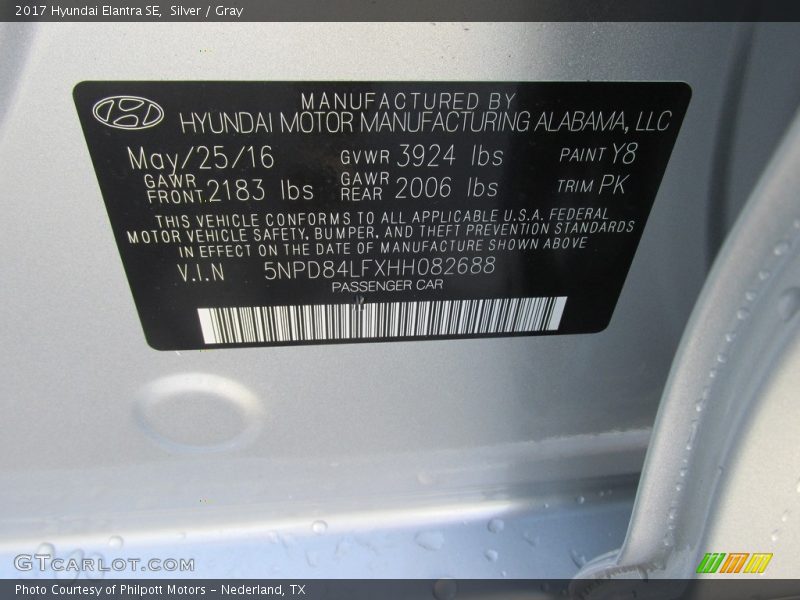 2017 Hyundai Elantra SE,  Silver / Gray
MANUFACTURED BY
HYUNDAI MOTOR MANUFACTURING ALABAMA, LLC
May/25/16 GVWR 3924 lbs PAINT Y8
GAWR FRONT 2183 lbs GAWR REAR 2006 lbs TRIM PK
THIS VEHICLE CONFORMS TO ALL APPLICABLE U.S.A. FEDERAL
MOTOR VEHICLE SAFETY, BUMPER, AND THEFT PREVENTION STANDARDS
IN EFFECT ON THE DATE OF MANUFACTURE SHOWN ABOVE
V.I.N 5NPD84LFXHH082688
PASSENGER CAR
GTCarlot.com
Photo Courtesy of Philpott Motors - Nederland, TX